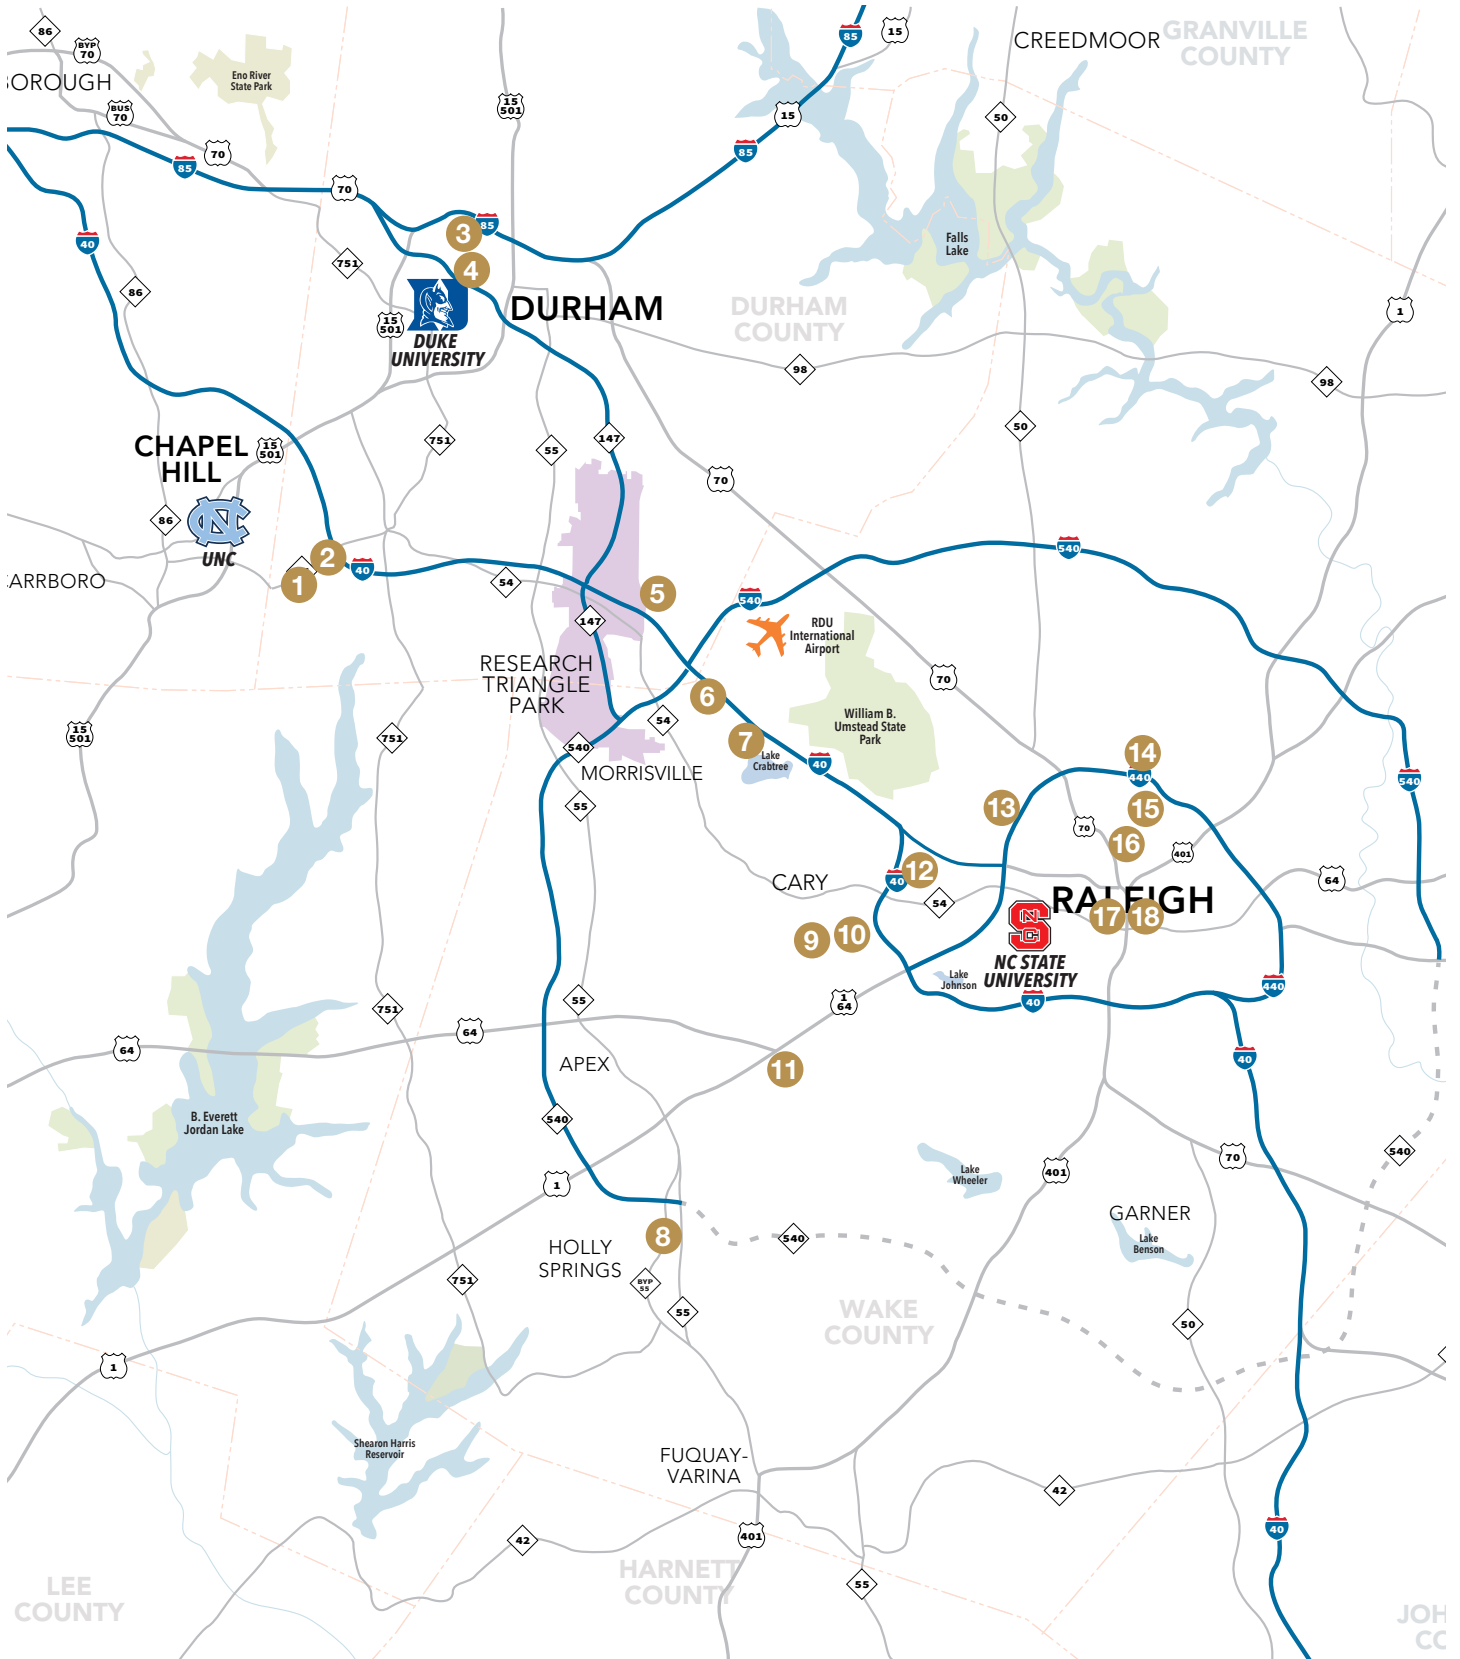 86
BYP
70
15
85
CREEDMOOR
GRANVILLE
COUNTY
OROUGH
Eno River
State Park
BUS
70
15
501
15
50
70
85
85
70
3
85
40
751
4
Falls
Lake
86
DURHAM
DURHAM
COUNTY
1
15
501
DUKE
UNIVERSITY
98
98
CHAPEL
HILL
15
501
751
55
147
50
70
86
UNC
2
540
1
40
ARRBORO
54
5
540
147
RDU
International
Airport
RESEARCH
TRIANGLE
PARK
70
6
54
William B.
Umstead State
Park
15
501
751
540
7
Lake
Crabtree
40
14
440
540
MORRISVILLE
55
13
15
70
16
401
CARY
40
12
64
54
RALEIGH
17
18
9
10
NC STATE
UNIVERSITY
Lake
Johnson
440
751
55
1
64
40
64
64
APEX
11
40
B. Everett
Jordan Lake
540
540
1
Lake
Wheeler
401
70
GARNER
8
540
Lake
Benson
HOLLY
SPRINGS
751
BYP
55
55
WAKE
COUNTY
50
1
Shearon Harris
Reservoir
FUQUAY-
VARINA
42
42
401
40
HARNETT
COUNTY
55
LEE
COUNTY
JOH
CO